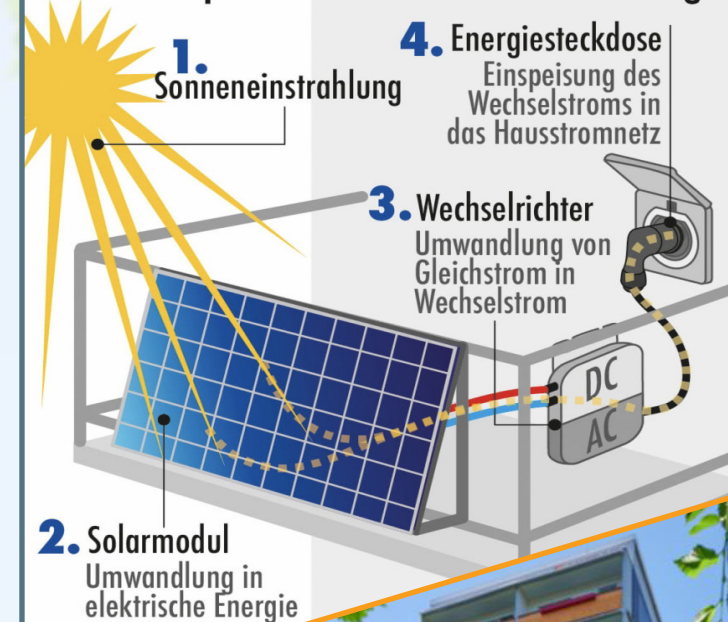 1.
Sonneneinstrahlung
4. Energiesteckdose
Einspeisung des
Wechselstroms in
das Hausstromnetz
3. Wechselrichter
Umwandlung von
Gleichstrom in
Wechselstrom
DC
AC
2. Solarmodul
Umwandlung in
elektrische Energie